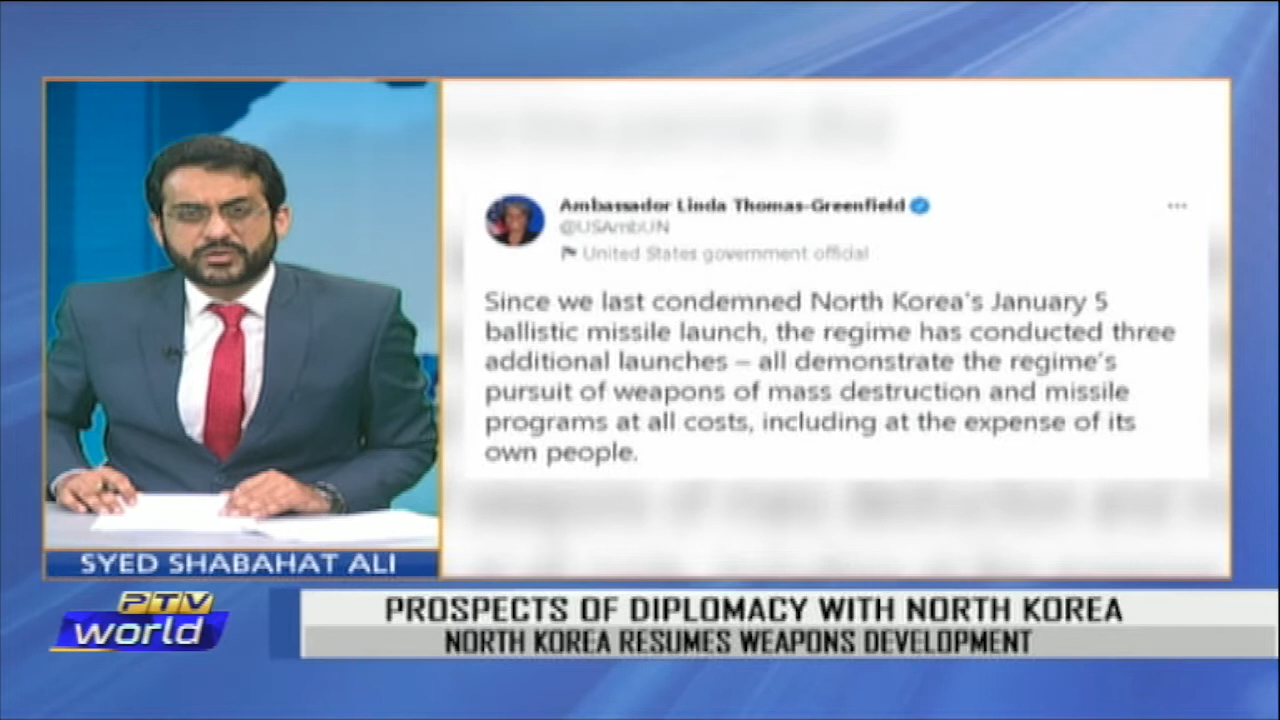 Ambassador Linda Thomas-Greenfield
@USAmbUN
United States government official
Since we last condemned North Korea's January 5
ballistic missile launch, the regime has conducted three
additional launches – all demonstrate the regime's
pursuit of weapons of mass destruction and missile
programs at all costs, including at the expense of its
own people.
SYED SHABAHAT ALI
PTV
world
PROSPECTS OF DIPLOMACY WITH NORTH KOREA
NORTH KOREA RESUMES WEAPONS DEVELOPMENT